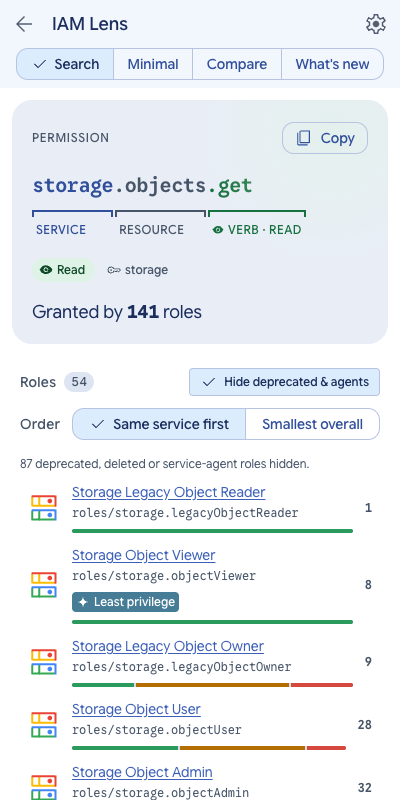 IAM Lens
Search
Minimal
Compare
What's new
PERMISSION
Copy
storage.objects.get
SERVICE
RESOURCE
VERB · READ
Read
storage
Granted by 141 roles
Roles 54
Hide deprecated & agents
Order
Same service first
Smallest overall
87 deprecated, deleted or service-agent roles hidden.
Storage Legacy Object Reader
roles/storage.legacyObjectReader
1
Storage Object Viewer
roles/storage.objectViewer
8
Least privilege
Storage Legacy Object Owner
roles/storage.legacyObjectOwner
9
Storage Object User
roles/storage.objectUser
28
Storage Object Admin
roles/storage.objectAdmin
32